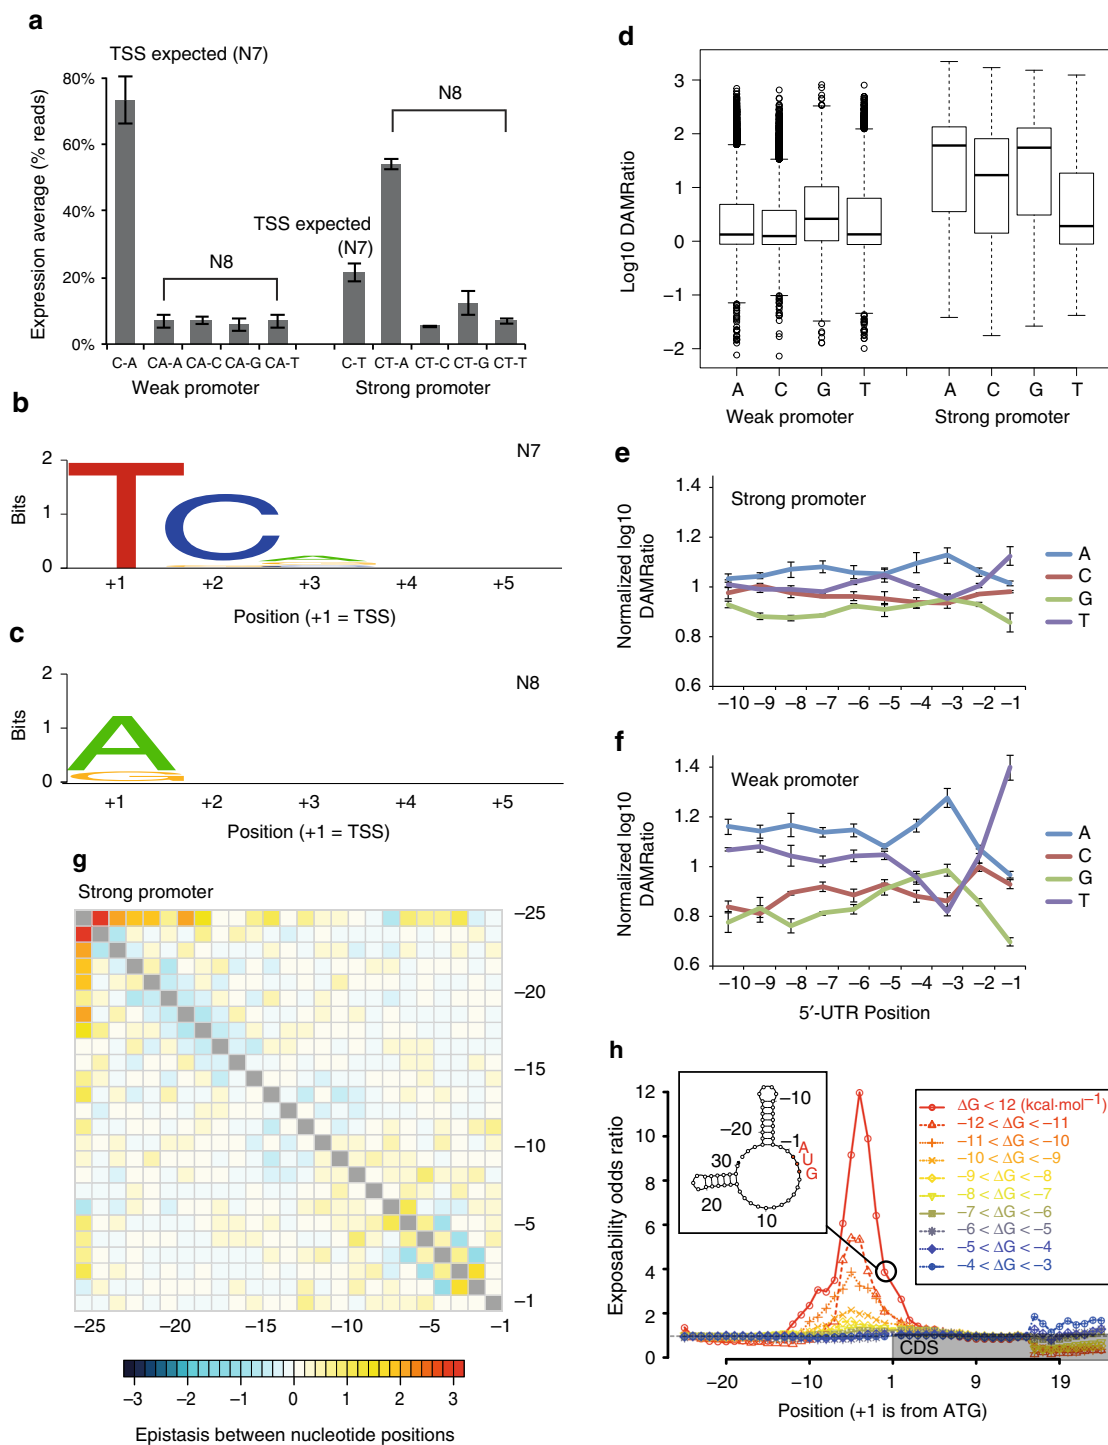 a
TSS expected (N7)
Expression average (% reads)
80%
60%
40%
20%
0%
N8
TSS expected
(N7)
N8
C-A CA-A CA-C CA-G CA-T C-T CT-A CT-C CT-G CT-T
Weak promoter Strong promoter
b
N7
Bits
2
1
0
TC
+1 +2 +3 +4 +5
Position (+1 = TSS)
c
N8
Bits
2
1
0
A
G
+1 +2 +3 +4 +5
Position (+1 = TSS)
d
Log10 DAMRatio
3
2
1
0
−1
−2
A C G T A C G T
Weak promoter Strong promoter
e
Strong promoter
Normalized log10
DAMRatio
1.4
1.2
1
0.8
0.6
−10 −9 −8 −7 −6 −5 −4 −3 −2 −1
A
C
G
T
f
Weak promoter
Normalized log10
DAMRatio
1.4
1.2
1
0.8
0.6
−10 −9 −8 −7 −6 −5 −4 −3 −2 −1
5′-UTR Position
A
C
G
T
g
Strong promoter
−25
−20
−15
−10
−5
−1
−25 −20 −15 −10 −5 −1
−3 −2 −1 0 1 2 3
Epistasis between nucleotide positions
h
Exposability odds ratio
12
10
8
6
4
2
0
−10
−20
−1
A
U
G
30
20
10
ΔG < 12 (kcal·mol⁻¹)
−12 < ΔG < −11
−11 < ΔG < −10
−10 < ΔG < −9
−9 < ΔG < −8
−8 < ΔG < −7
−7 < ΔG < −6
−6 < ΔG < −5
−5 < ΔG < −4
−4 < ΔG < −3
CDS
−20 −10 1 9 19
Position (+1 is from ATG)